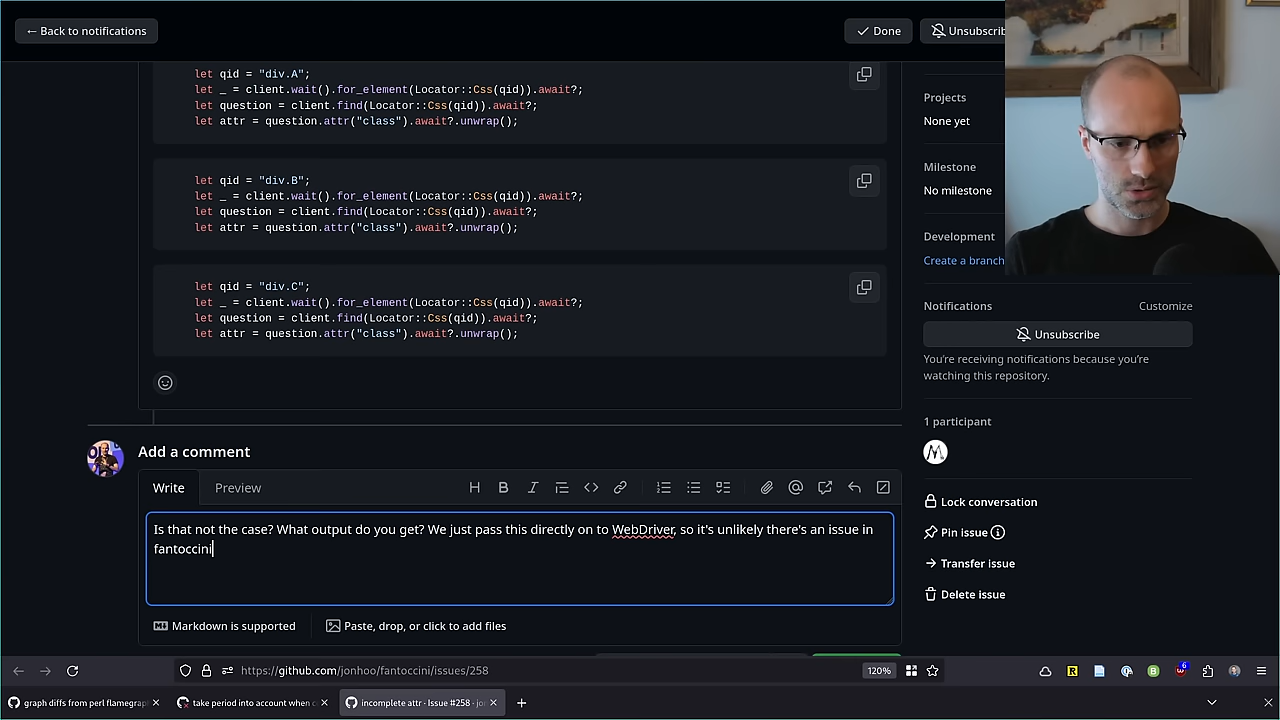 ← Back to notifications
Done
Unsubscrib
let qid = "div.A";
let _ = client.wait().for_element(Locator::Css(qid)).await?;
let question = client.find(Locator::Css(qid)).await?;
let attr = question.attr("class").await?.unwrap();
let qid = "div.B";
let _ = client.wait().for_element(Locator::Css(qid)).await?;
let question = client.find(Locator::Css(qid)).await?;
let attr = question.attr("class").await?.unwrap();
let qid = "div.C";
let _ = client.wait().for_element(Locator::Css(qid)).await?;
let question = client.find(Locator::Css(qid)).await?;
let attr = question.attr("class").await?.unwrap();
Projects
None yet
Milestone
No milestone
Development
Create a branch
Notifications
Customize
Unsubscribe
You're receiving notifications because you're
watching this repository.
1 participant
Lock conversation
Pin issue
Transfer issue
Delete issue
Add a comment
Write
Preview
Is that not the case? What output do you get? We just pass this directly on to WebDriver, so it's unlikely there's an issue in
fantoccini
Markdown is supported
Paste, drop, or click to add files
https://github.com/jonhoo/fantoccini/issues/258
120%
6
graph diffs from perl flamegrap
take period into account when c
incomplete attr · Issue #258 · jon